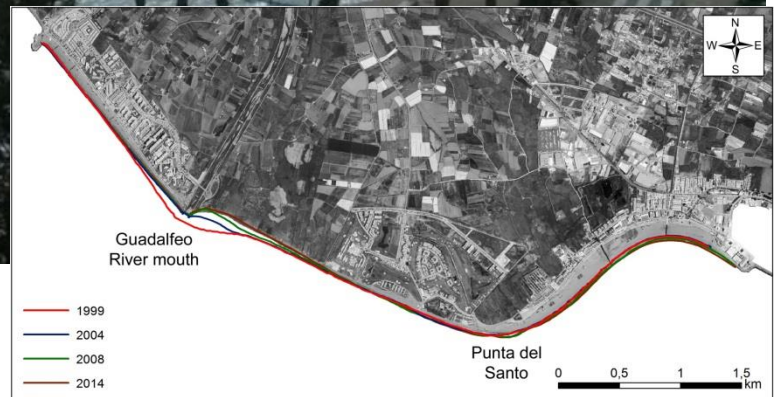 N
W E
S
Guadalfeo
River mouth
1999
2004
2008
2014
Punta del
Santo
0 0,5 1 1,5
km